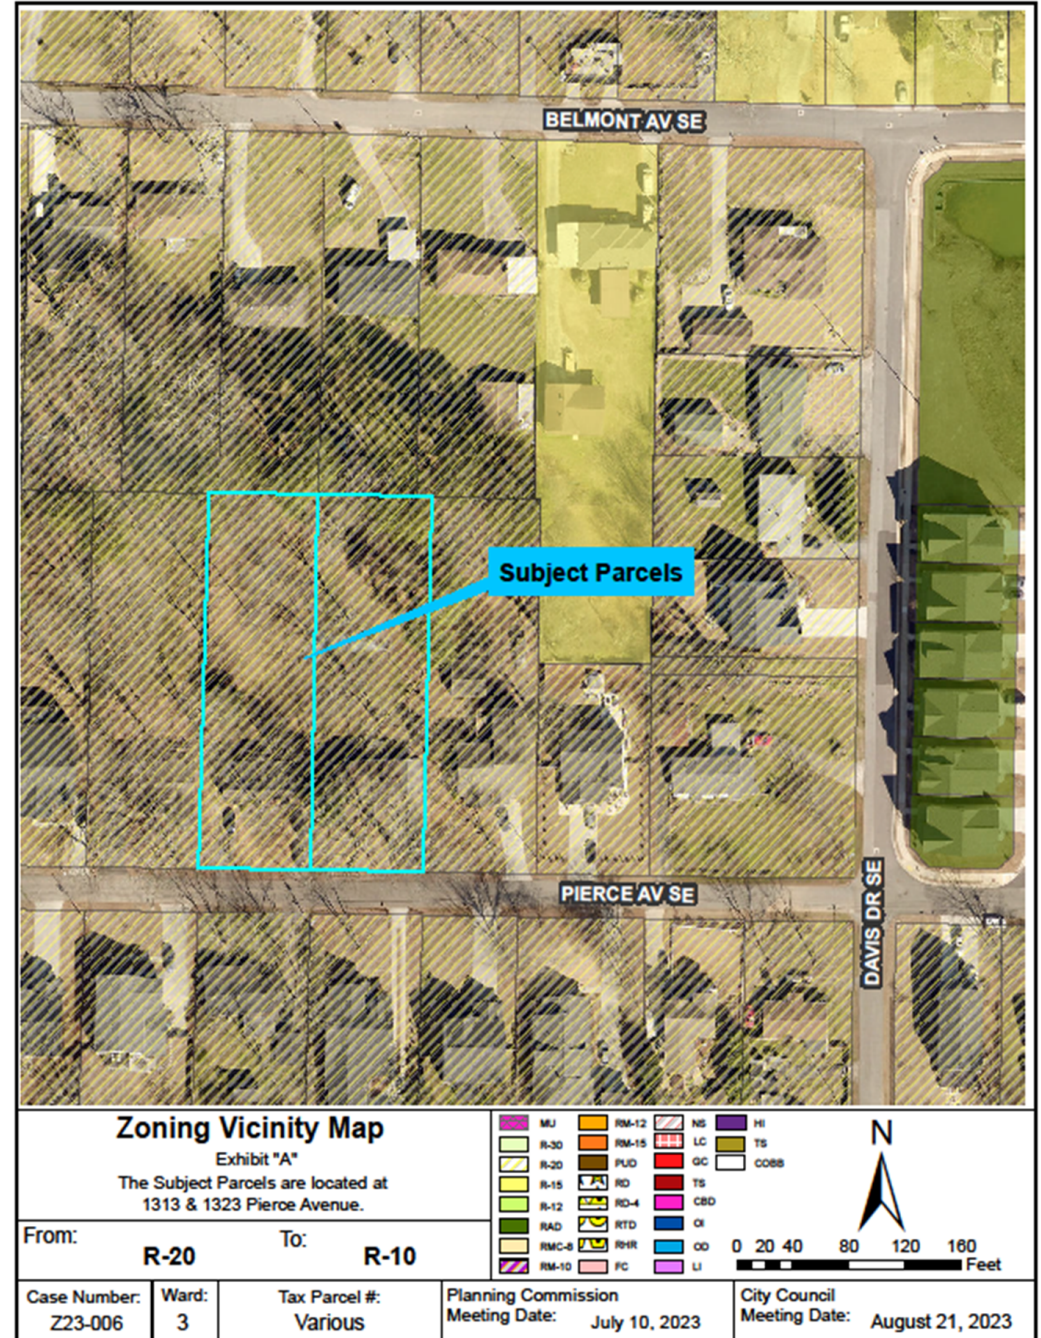 BELMONT AV SE
Subject Parcels
PIERCE AV SE
DAVIS DR SE
Zoning Vicinity Map
Exhibit "A"
The Subject Parcels are located at
1313 & 1323 Pierce Avenue.
From:
R-20
To:
R-10
MU
R-30
R-20
R-15
R-12
RAD
RMC-8
RM-10
RM-12
RM-15
PUD
RD
RD-4
RTD
RHR
FC
NS
LC
GC
TS
CBD
OI
OD
LI
HI
TS
COBB
N
0 20 40 80 120 160
Feet
Case Number:
Z23-006
Ward:
3
Tax Parcel #:
Various
Planning Commission
Meeting Date: July 10, 2023
City Council
Meeting Date: August 21, 2023